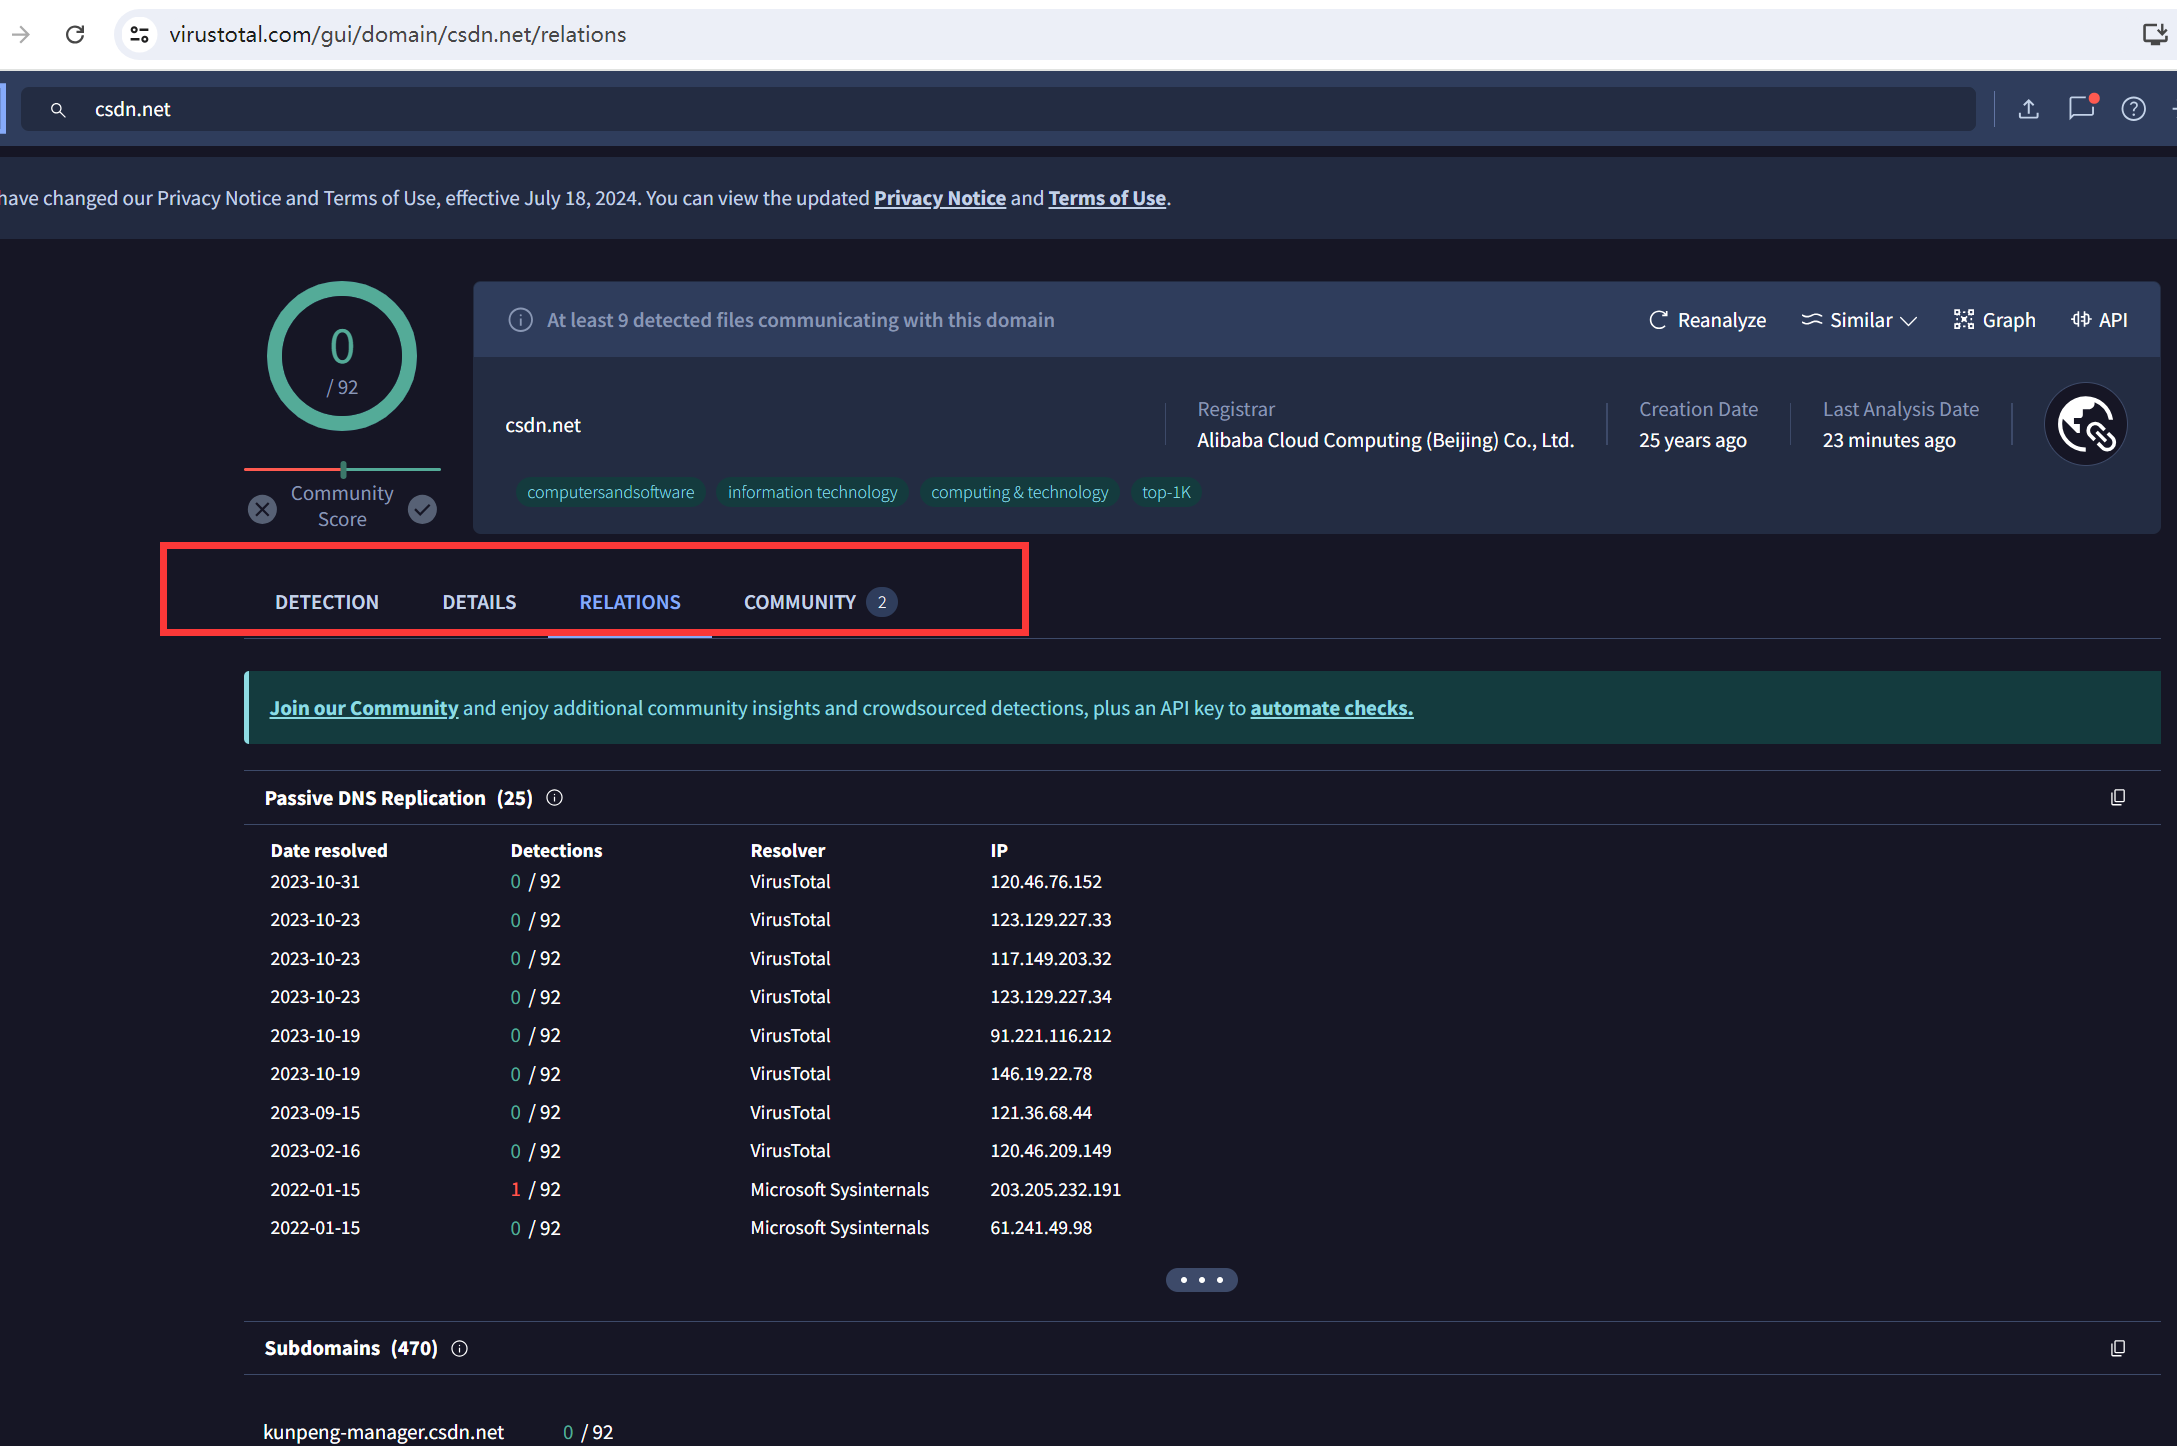 virustotal.com/gui/domain/csdn.net/relations
csdn.net
have changed our Privacy Notice and Terms of Use, effective July 18, 2024. You can view the updated Privacy Notice and Terms of Use.
0
/ 92
Community
Score
At least 9 detected files communicating with this domain
Reanalyze
Similar
Graph
API
csdn.net
Registrar
Alibaba Cloud Computing (Beijing) Co., Ltd.
Creation Date
25 years ago
Last Analysis Date
23 minutes ago
computersandsoftware
information technology
computing & technology
top-1K
DETECTION
DETAILS
RELATIONS
COMMUNITY 2
Join our Community and enjoy additional community insights and crowdsourced detections, plus an API key to automate checks.
Passive DNS Replication (25)
Date resolved Detections Resolver IP
2023-10-31 0 / 92 VirusTotal 120.46.76.152
2023-10-23 0 / 92 VirusTotal 123.129.227.33
2023-10-23 0 / 92 VirusTotal 117.149.203.32
2023-10-23 0 / 92 VirusTotal 123.129.227.34
2023-10-19 0 / 92 VirusTotal 91.221.116.212
2023-10-19 0 / 92 VirusTotal 146.19.22.78
2023-09-15 0 / 92 VirusTotal 121.36.68.44
2023-02-16 0 / 92 VirusTotal 120.46.209.149
2022-01-15 1 / 92 Microsoft Sysinternals 203.205.232.191
2022-01-15 0 / 92 Microsoft Sysinternals 61.241.49.98
Subdomains (470)
kunpeng-manager.csdn.net 0 / 92